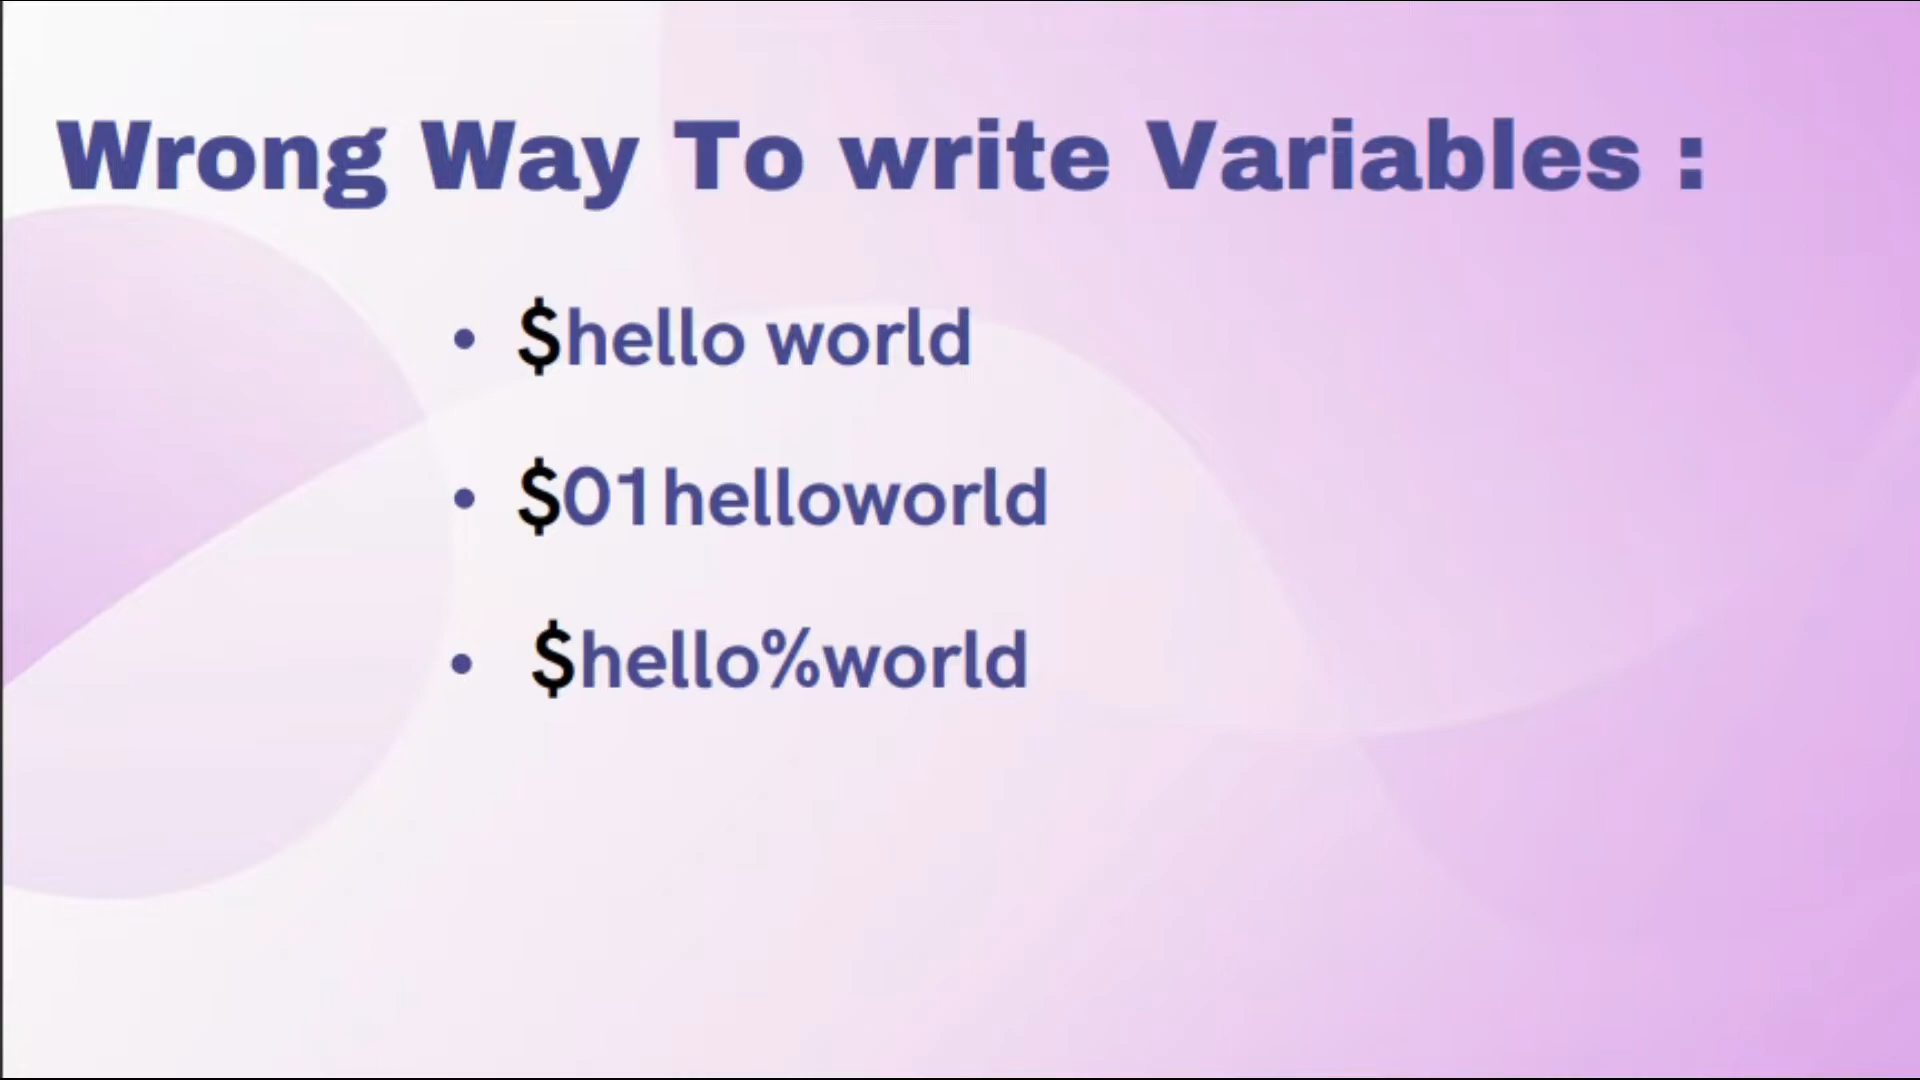 Wrong Way To write Variables :
• $hello world
• $01helloworld
• $hello%world